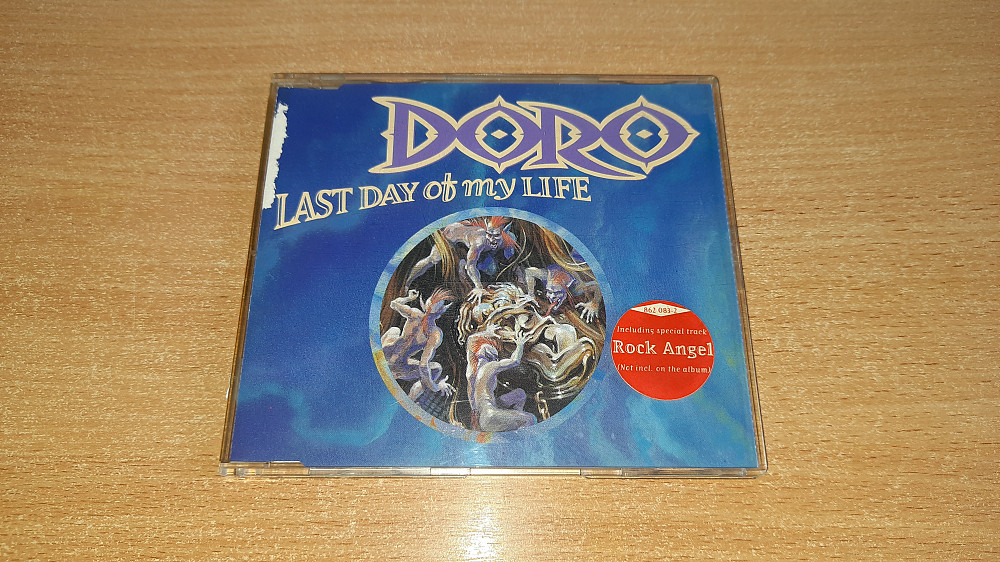 DORO
LAST DAY of my LIFE
862 083-2
Including special track
Rock Angel
(Not incl. on the album)